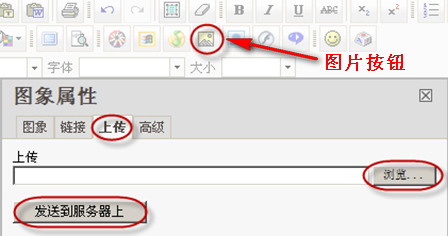 B I U ABC x₂ x²
字体 大小
图片按钮
图象属性
图象 链接 上传 高级
上传
浏览...
发送到服务器上